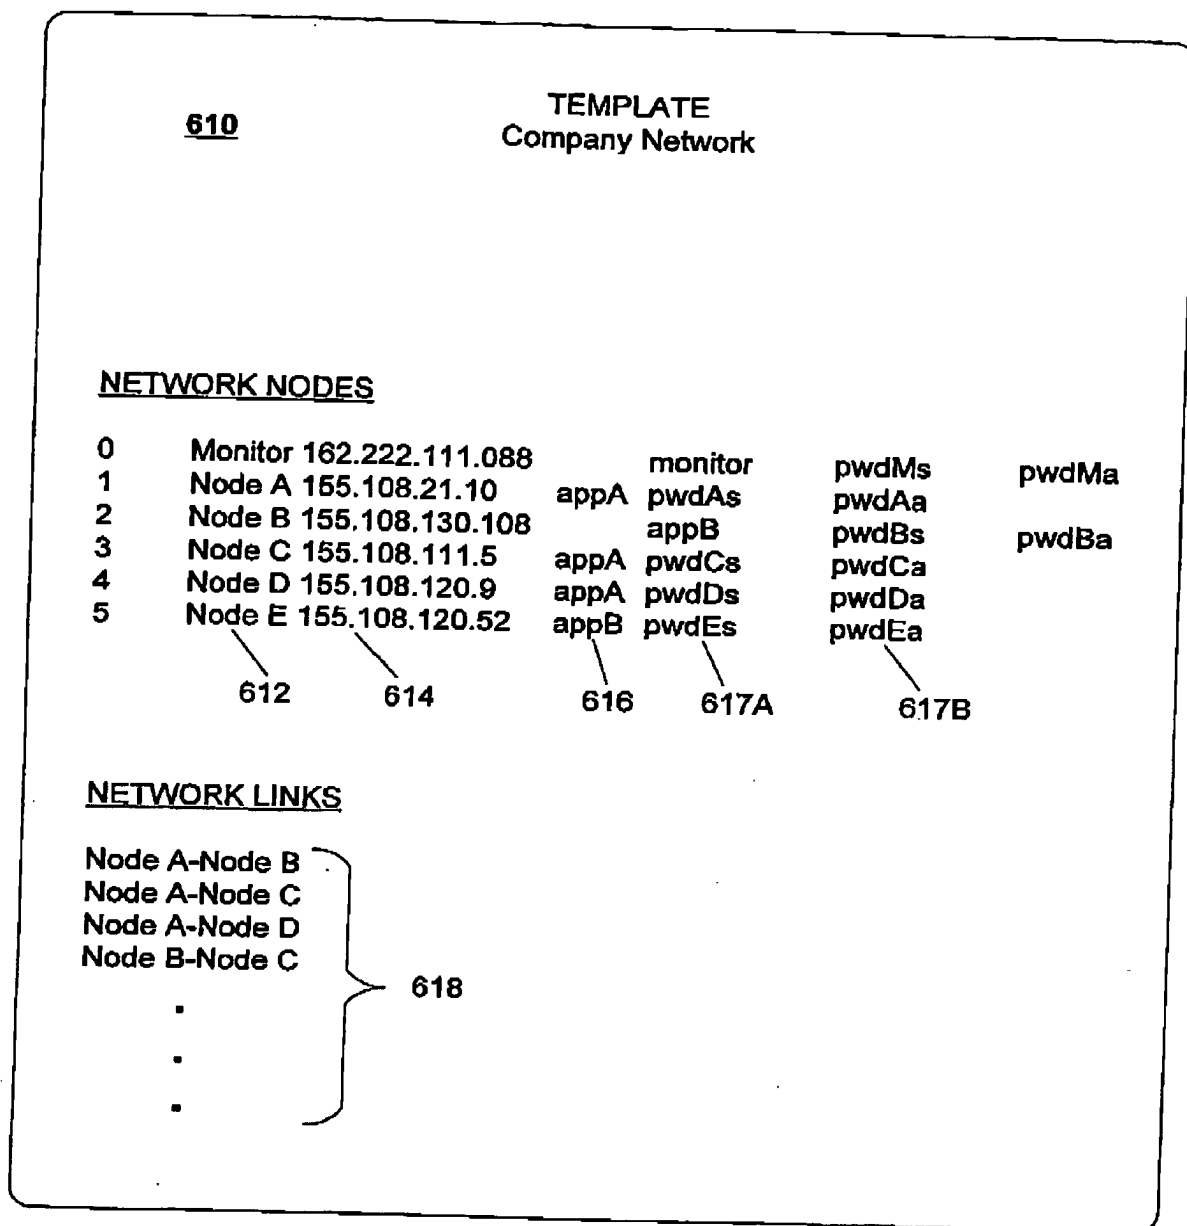 610
TEMPLATE
Company Network
NETWORK NODES
0 Monitor 162.222.111.088 monitor pwdMs pwdMa
1 Node A 155.108.21.10 appA pwdAs pwdAa
2 Node B 155.108.130.108 appB pwdBs pwdBa
3 Node C 155.108.111.5 appA pwdCs pwdCa
4 Node D 155.108.120.9 appA pwdDs pwdDa
5 Node E 155.108.120.52 appB pwdEs pwdEa
612 614 616 617A 617B
NETWORK LINKS
Node A-Node B
Node A-Node C
Node A-Node D
Node B-Node C
618